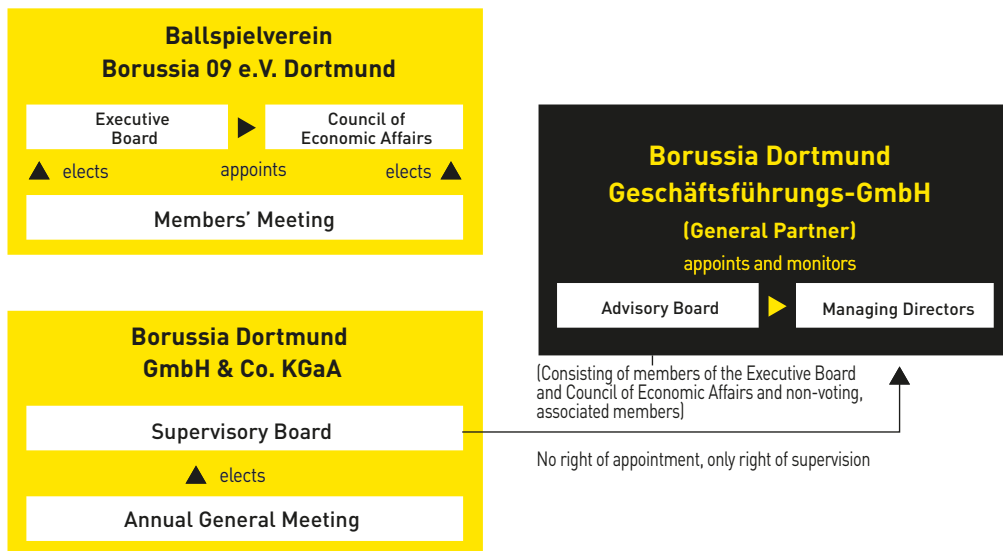 Ballspielverein
Borussia 09 e.V. Dortmund
Executive
Board
Council of
Economic Affairs
elects
appoints
elects
Members’ Meeting
Borussia Dortmund
GmbH & Co. KGaA
Supervisory Board
elects
Annual General Meeting
Borussia Dortmund
Geschäftsführungs-GmbH
(General Partner)
appoints and monitors
Advisory Board
Managing Directors
(Consisting of members of the Executive Board
and Council of Economic Affairs and non-voting,
associated members)
No right of appointment, only right of supervision